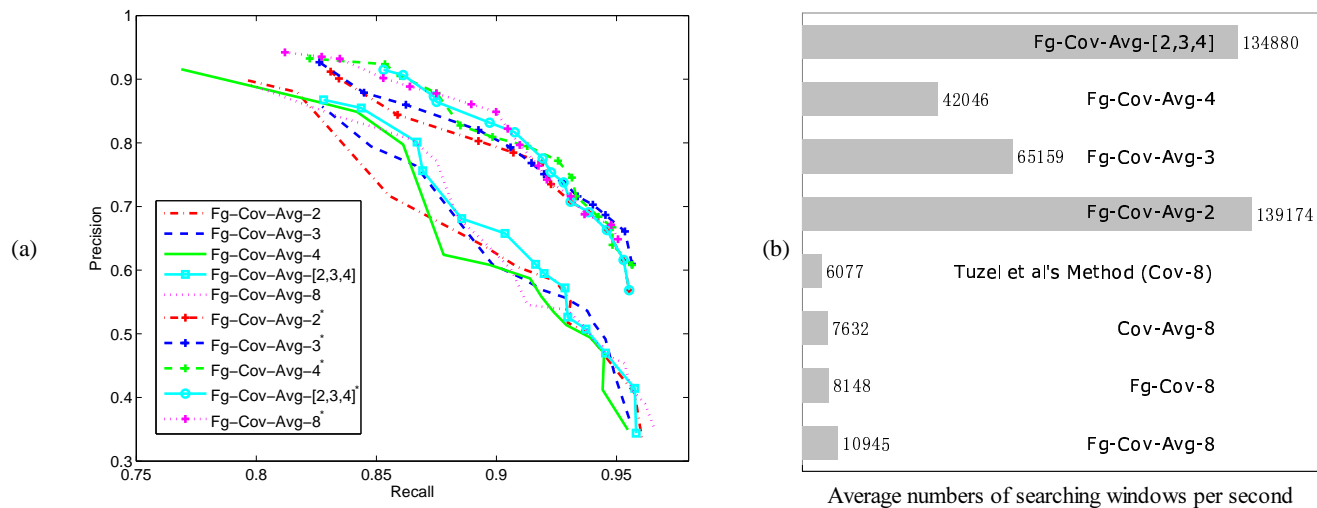 (a)
Precision
1
0.9
0.8
0.7
0.6
0.5
0.4
0.3
0.75
0.8
0.85
0.9
0.95
Recall
Fg-Cov-Avg-2
Fg-Cov-Avg-3
Fg-Cov-Avg-4
Fg-Cov-Avg-[2,3,4]
Fg-Cov-Avg-8
Fg-Cov-Avg-2*
Fg-Cov-Avg-3*
Fg-Cov-Avg-4*
Fg-Cov-Avg-[2,3,4]*
Fg-Cov-Avg-8*
(b)
Fg-Cov-Avg-[2,3,4] 134880
42046 Fg-Cov-Avg-4
65159 Fg-Cov-Avg-3
Fg-Cov-Avg-2 139174
6077 Tuzel et al's Method (Cov-8)
7632 Cov-Avg-8
8148 Fg-Cov-8
10945 Fg-Cov-Avg-8
Average numbers of searching windows per second